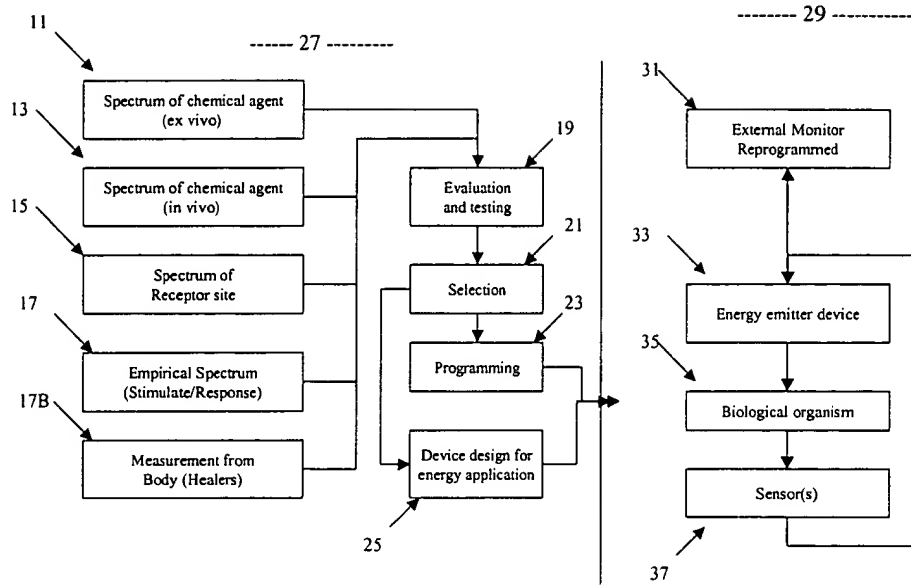 11
------ 27 ------
------ 29 ------
Spectrum of chemical agent
(ex vivo)
13
Spectrum of chemical agent
(in vivo)
15
Spectrum of
Receptor site
17
Empirical Spectrum
(Stimulate/Response)
17B
Measurement from
Body (Healers)
19
Evaluation
and testing
21
Selection
23
Programming
Device design for
energy application
25
31
External Monitor
Reprogrammed
33
Energy emitter device
35
Biological organism
Sensor(s)
37